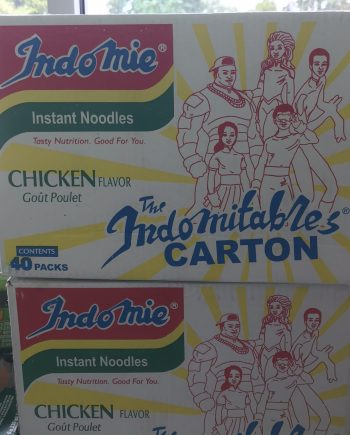 Indomie®
Instant Noodles
Tasty Nutrition. Good For You.
CHICKEN FLAVOR
Goût Poulet
The
Indomitables®
CARTON
CONTENTS
40 PACKS
Indomie®
Instant Noodles
Tasty Nutrition. Good For You.
CHICKEN FLAVOR
Goût Poulet